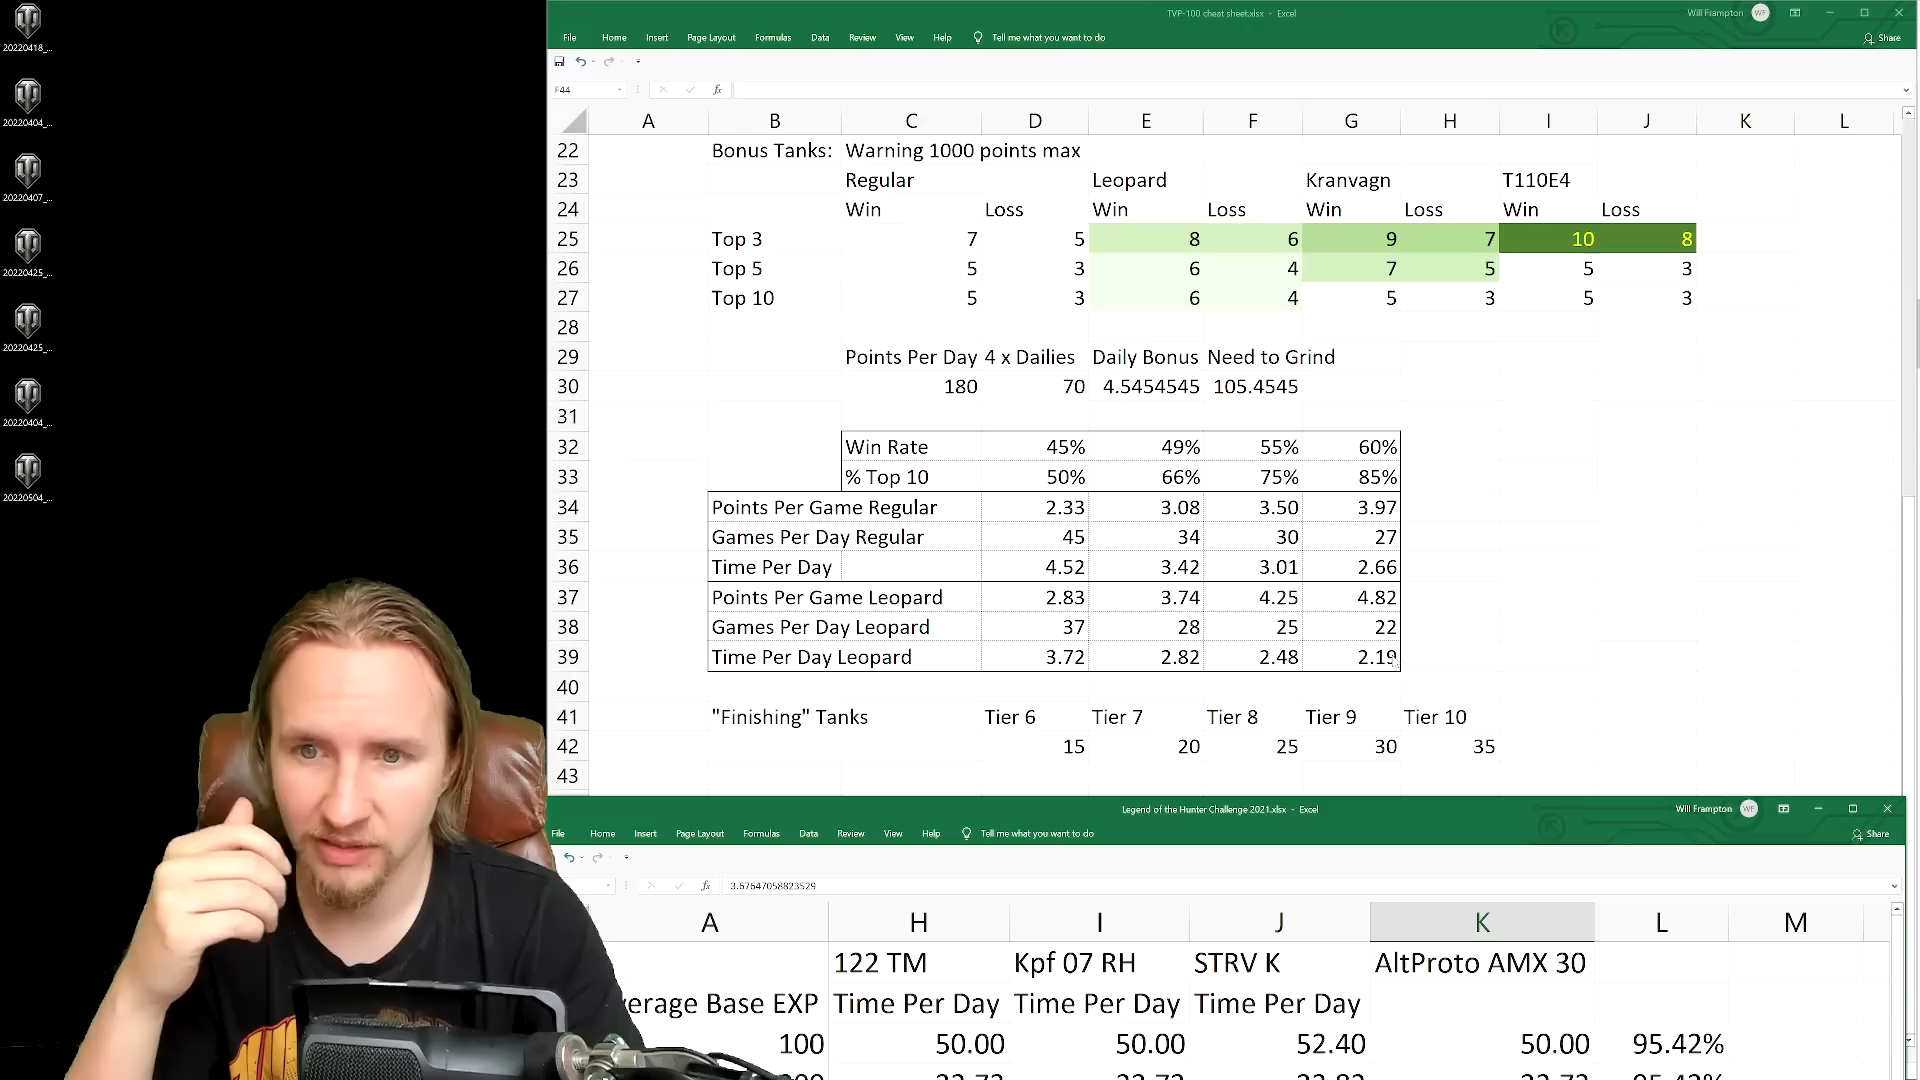 20220418_...
20220404_...
20220407_...
20220425_...
20220425_...
20220404_...
20220504_...
TVP-100 cheat sheet.xlsx - Excel
Will Frampton WF
File Home Insert Page Layout Formulas Data Review View Help Tell me what you want to do Share
F44 fx
A B C D E F G H I J K L
22 Bonus Tanks: Warning 1000 points max
23 Regular Leopard Kranvagn T110E4
24 Win Loss Win Loss Win Loss Win Loss
25 Top 3 7 5 8 6 9 7 10 8
26 Top 5 5 3 6 4 7 5 5 3
27 Top 10 5 3 6 4 5 3 5 3
28
29 Points Per Day 4 x Dailies Daily Bonus Need to Grind
30 180 70 4.5454545 105.4545
31
32 Win Rate 45% 49% 55% 60%
33 % Top 10 50% 66% 75% 85%
34 Points Per Game Regular 2.33 3.08 3.50 3.97
35 Games Per Day Regular 45 34 30 27
36 Time Per Day 4.52 3.42 3.01 2.66
37 Points Per Game Leopard 2.83 3.74 4.25 4.82
38 Games Per Day Leopard 37 28 25 22
39 Time Per Day Leopard 3.72 2.82 2.48 2.19
40
41 "Finishing" Tanks Tier 6 Tier 7 Tier 8 Tier 9 Tier 10
42 15 20 25 30 35
43
Legend of the Hunter Challenge 2021.xlsx - Excel
Will Frampton WF
File Home Insert Page Layout Formulas Data Review View Help Tell me what you want to do Share
fx 3.67647058823529
A H I J K L M
122 TM Kpf 07 RH STRV K AltProto AMX 30
verage Base EXP Time Per Day Time Per Day Time Per Day
100 50.00 50.00 52.40 50.00 95.42%